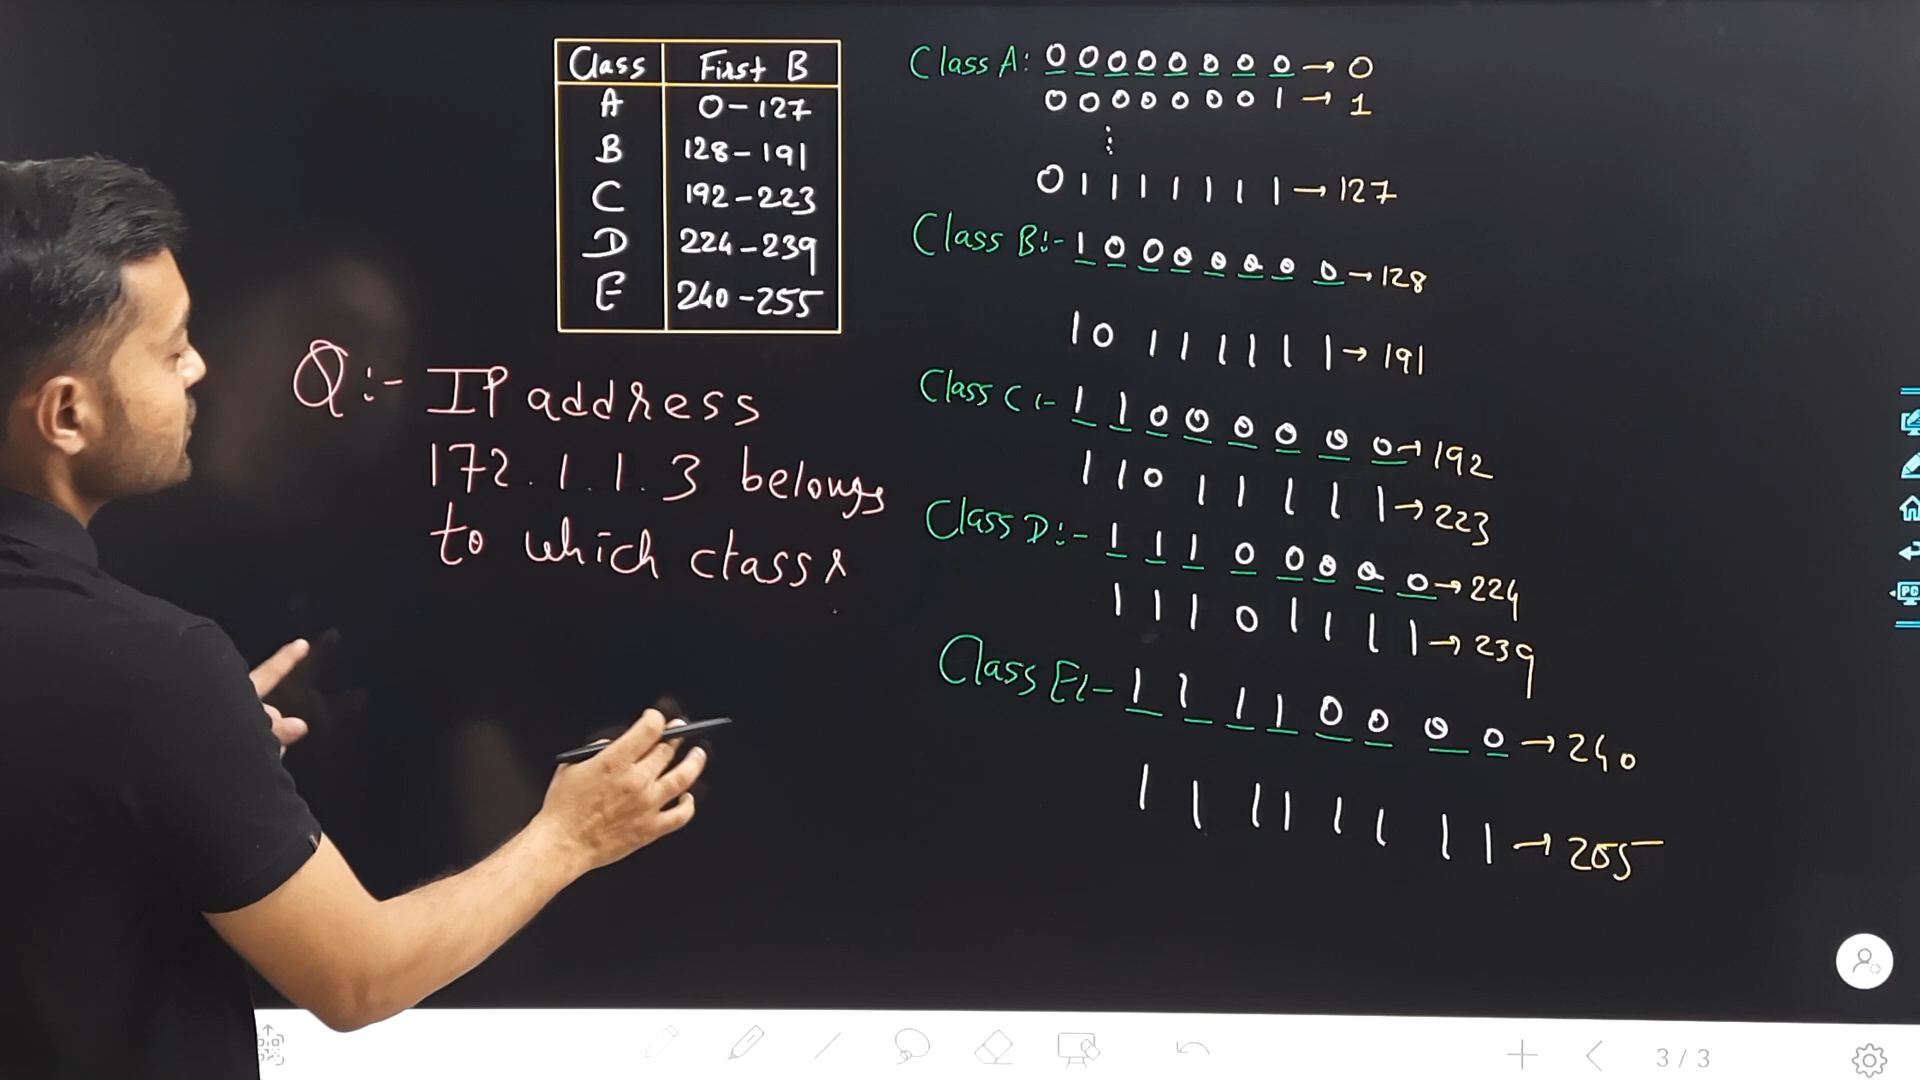 Class First B
A 0-127
B 128-191
C 192-223
D 224-239
E 240-255
Q:- IP address
172.1.1.3 belongs
to which class
Class A: 0 0 0 0 0 0 0 0 → 0
0 0 0 0 0 0 0 1 → 1
⋮
0 1 1 1 1 1 1 1 → 127
Class B:- 1 0 0 0 0 0 0 0 → 128
1 0 1 1 1 1 1 1 → 191
Class C:- 1 1 0 0 0 0 0 0 → 192
1 1 0 1 1 1 1 1 → 223
Class D:- 1 1 1 0 0 0 0 0 → 224
1 1 1 0 1 1 1 1 → 239
Class E:- 1 1 1 1 0 0 0 0 → 240
1 1 1 1 1 1 1 1 → 255
PC
3 / 3